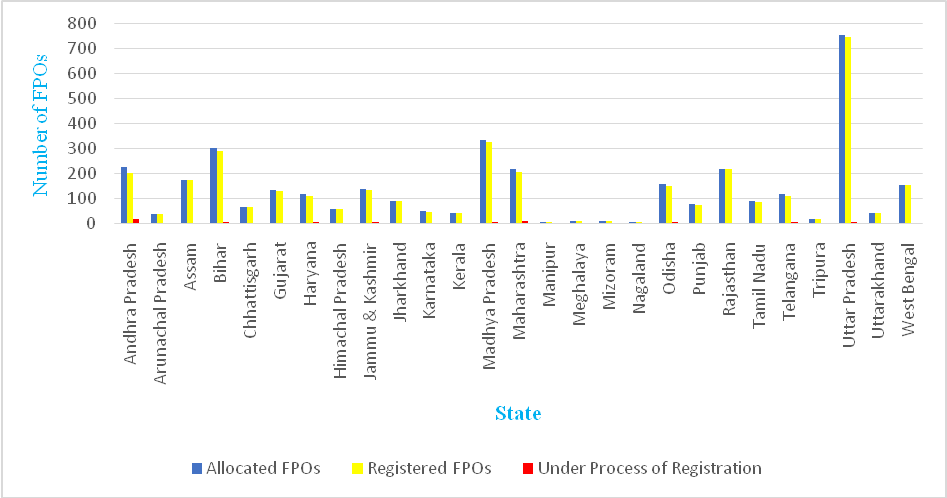 800
700
600
500
400
300
200
100
0
Number of FPOs
Andhra Pradesh
Arunachal Pradesh
Assam
Bihar
Chhattisgarh
Gujarat
Haryana
Himachal Pradesh
Jammu & Kashmir
Jharkhand
Karnataka
Kerala
Madhya Pradesh
Maharashtra
Manipur
Meghalaya
Mizoram
Nagaland
Odisha
Punjab
Rajasthan
Tamil Nadu
Telangana
Tripura
Uttar Pradesh
Uttarakhand
West Bengal
State
Allocated FPOs Registered FPOs Under Process of Registration